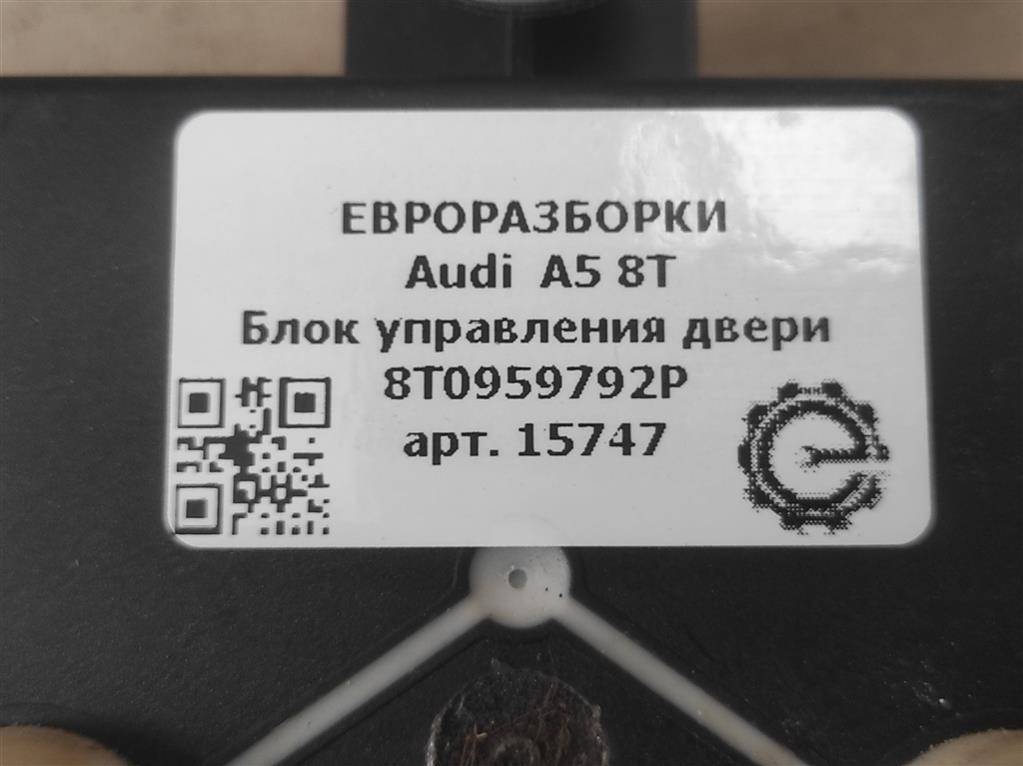 ЕВРОРАЗБОРКИ
Audi A5 8T
Блок управления двери
8T0959792P
арт. 15747